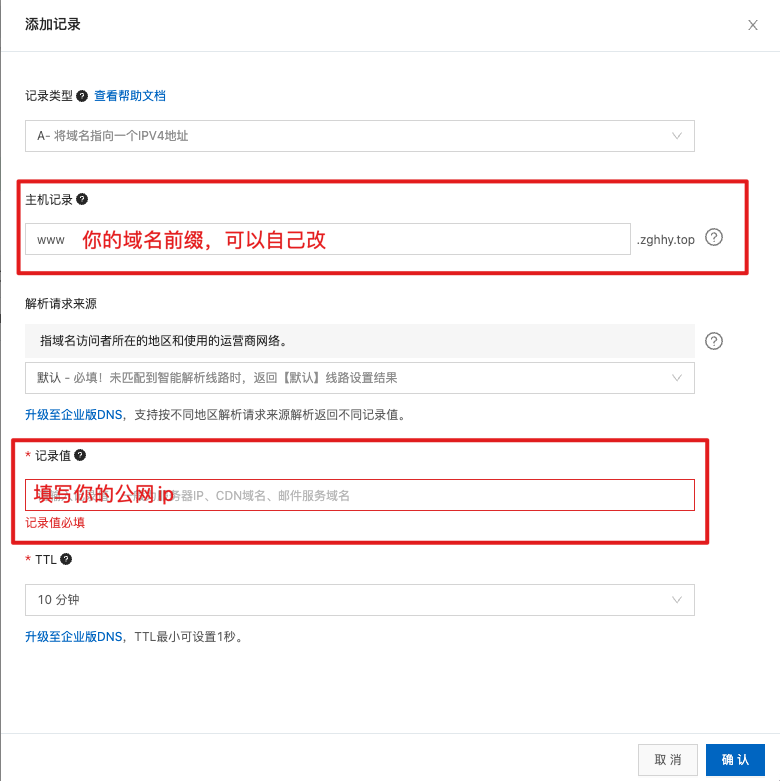 添加记录
记录类型 ? 查看帮助文档
A- 将域名指向一个IPV4地址
主机记录 ?
www 你的域名前缀，可以自己改 .zghhy.top ?
解析请求来源
指域名访问者所在的地区和使用的运营商网络。 ?
默认 - 必填！未匹配到智能解析线路时，返回【默认】线路设置结果
升级至企业版DNS，支持按不同地区解析请求来源解析返回不同记录值。
* 记录值 ?
填写你的公网ip 务器IP、CDN域名、邮件服务域名
记录值必填
* TTL ?
10 分钟
升级至企业版DNS，TTL最小可设置1秒。
取消 确认